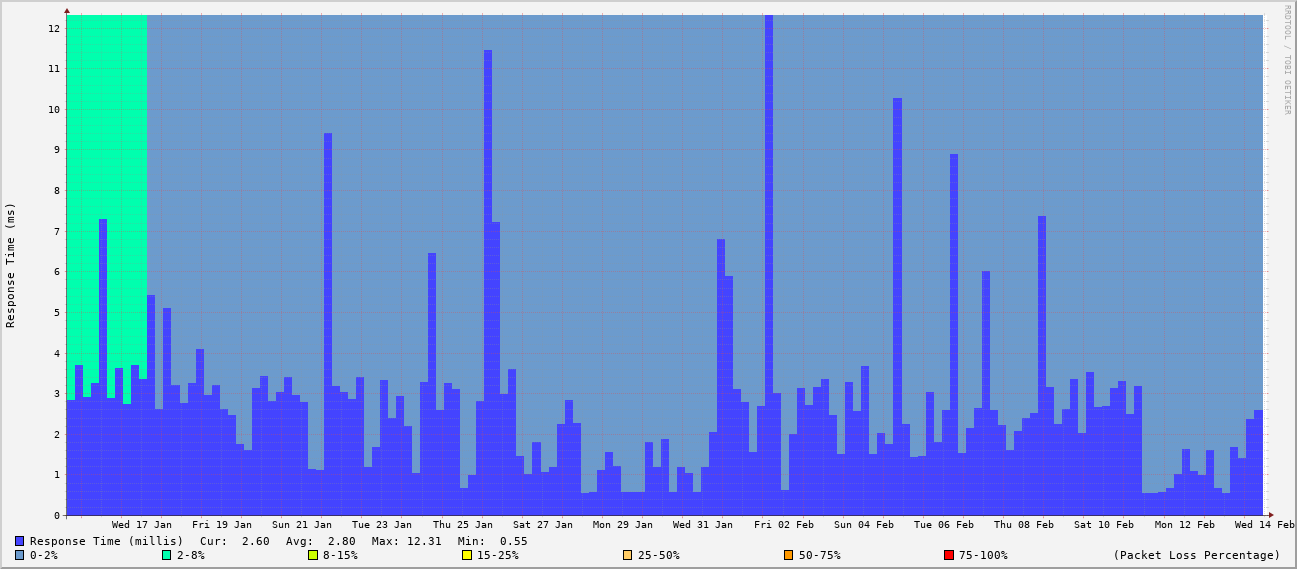 RRDTOOL / TOBI OETIKER
Response Time (ms)
12
11
10
9
8
7
6
5
4
3
2
1
0
Wed 17 Jan Fri 19 Jan Sun 21 Jan Tue 23 Jan Thu 25 Jan Sat 27 Jan Mon 29 Jan Wed 31 Jan Fri 02 Feb Sun 04 Feb Tue 06 Feb Thu 08 Feb Sat 10 Feb Mon 12 Feb Wed 14 Feb
Response Time (millis) Cur: 2.60 Avg: 2.80 Max: 12.31 Min: 0.55
0-2% 2-8% 8-15% 15-25% 25-50% 50-75% 75-100% (Packet Loss Percentage)